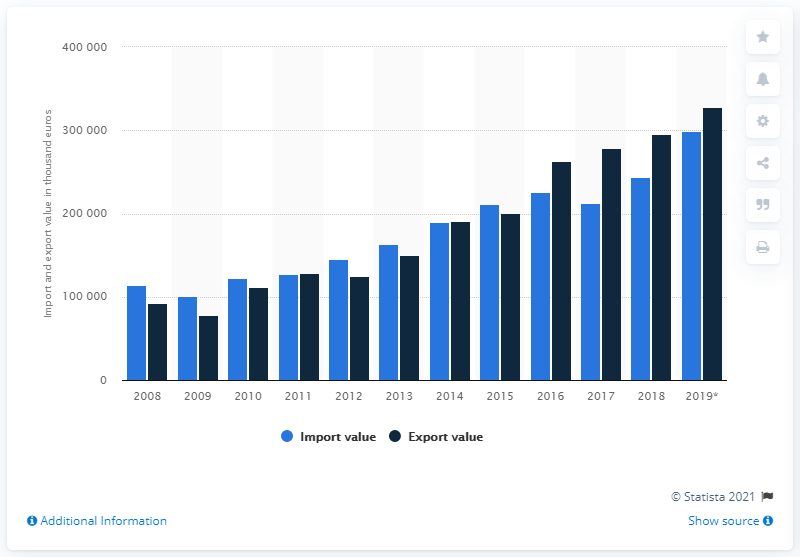 400 000
300 000
200 000
100 000
0
Import and export value in thousand euros
2008 2009 2010 2011 2012 2013 2014 2015 2016 2017 2018 2019*
Import value Export value
© Statista 2021
Additional Information Show source